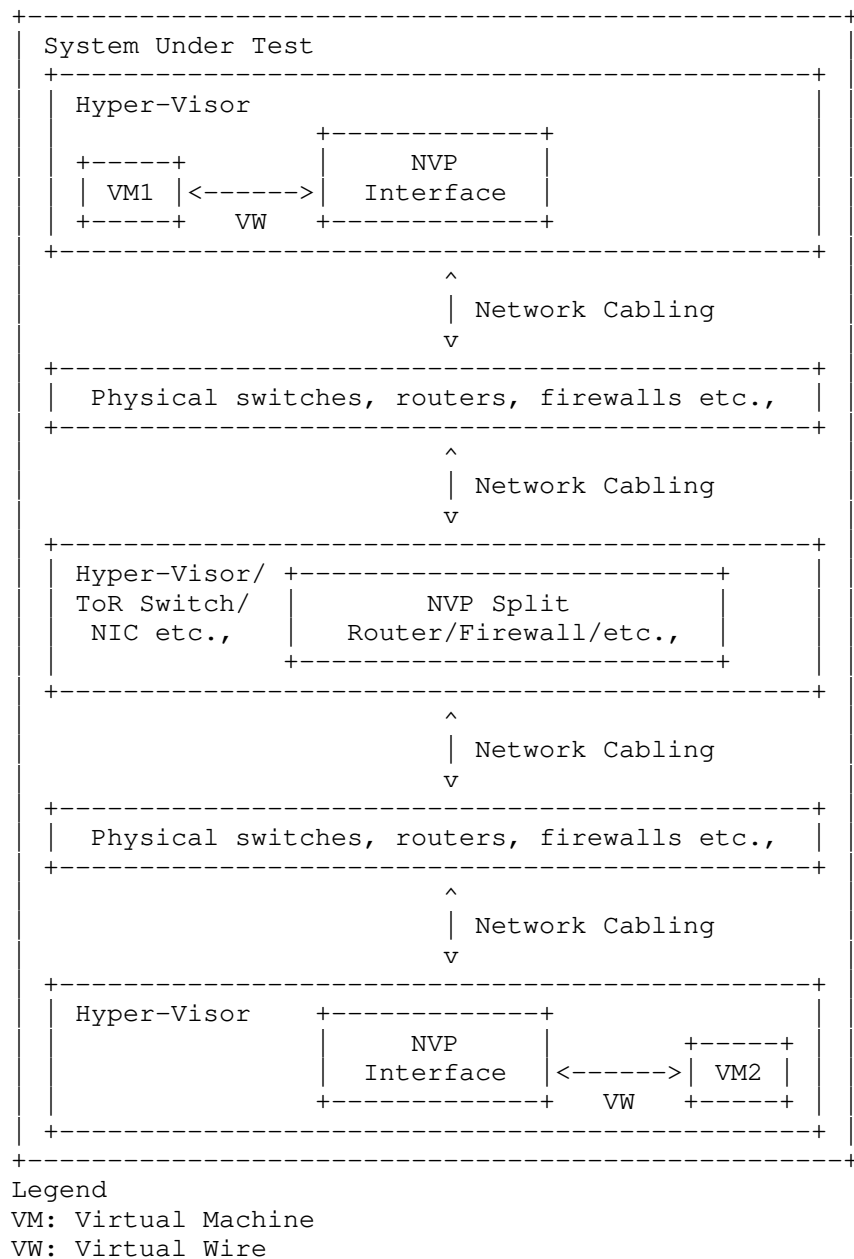 System Under Test
Hyper-Visor
NVP
VM1 <------> Interface
VW
^
| Network Cabling
v
Physical switches, routers, firewalls etc.,
^
| Network Cabling
v
Hyper-Visor/
ToR Switch/ NVP Split
NIC etc., Router/Firewall/etc.,
^
| Network Cabling
v
Physical switches, routers, firewalls etc.,
^
| Network Cabling
v
Hyper-Visor
NVP
Interface <------> VM2
VW
Legend
VM: Virtual Machine
VW: Virtual Wire